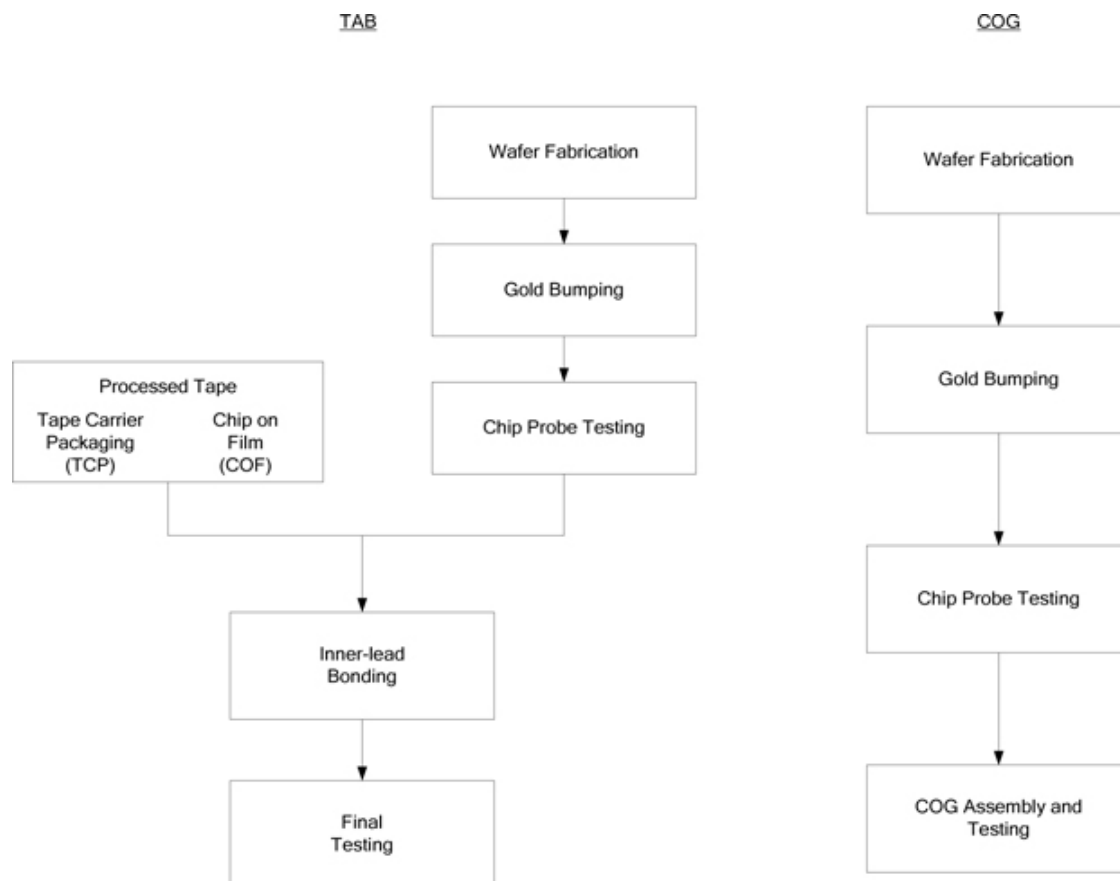 TAB
Wafer Fabrication
Gold Bumping
Chip Probe Testing
Processed Tape
Tape Carrier
Packaging
(TCP)
Chip on
Film
(COF)
Inner-lead
Bonding
Final
Testing
COG
Wafer Fabrication
Gold Bumping
Chip Probe Testing
COG Assembly and
Testing